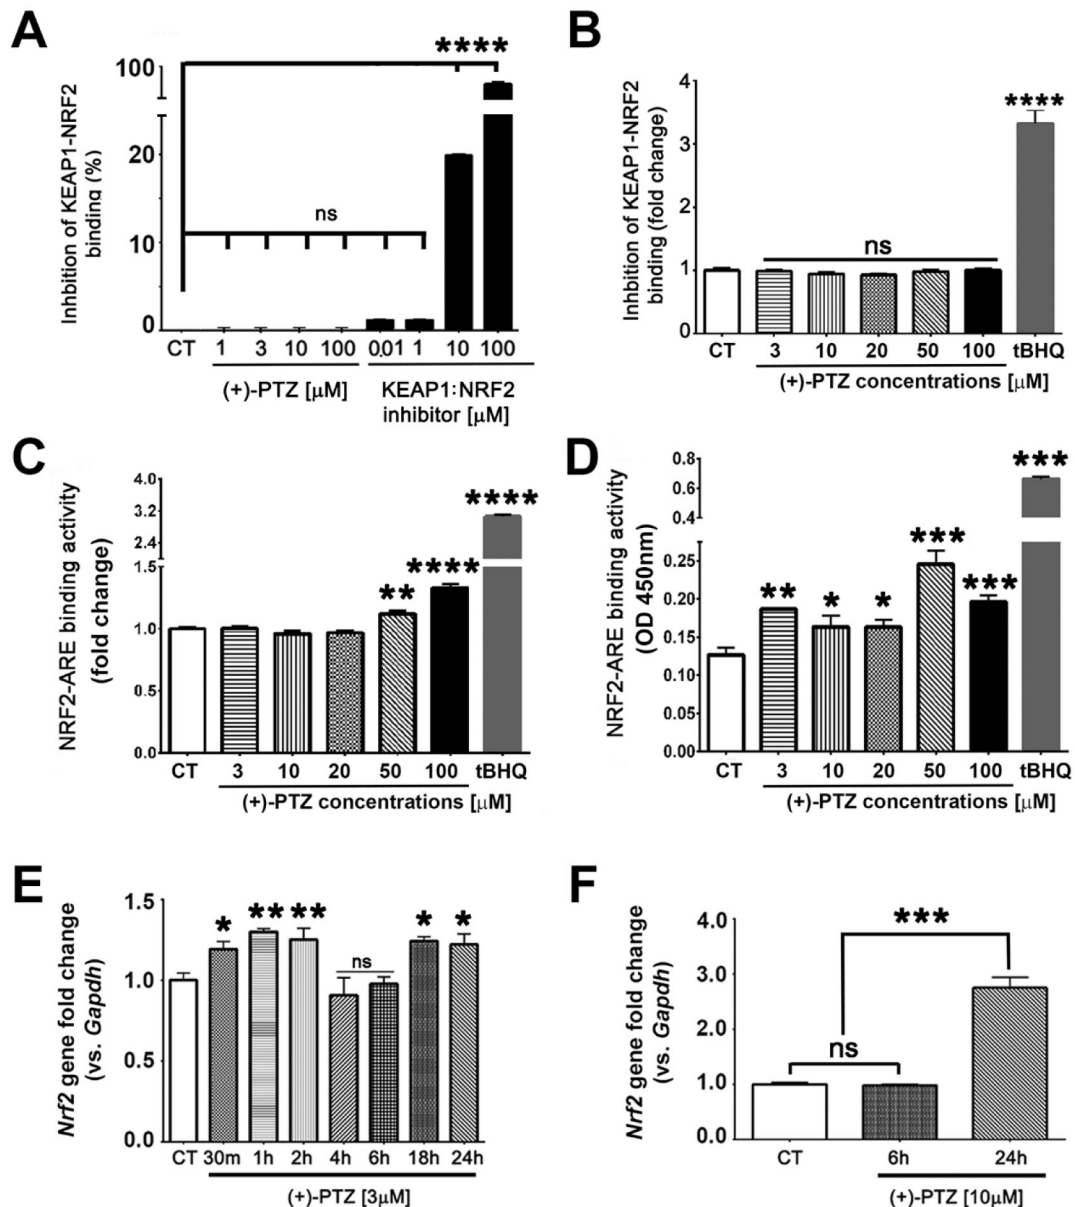 A
Inhbition of KEAP1-NRF2
binding (%)
100
20
10
0
****
ns
CT 1 3 10 100 0.01 1 10 100
(+)-PTZ [μM] KEAP1:NRF2
inhibitor [μM]
B
Inhbition of KEAP1-NRF2
binding (fold change)
4
3
2
1
0
ns
****
CT 3 10 20 50 100 tBHQ
(+)-PTZ concentrations [μM]
C
NRF2-ARE binding activity
(fold change)
4.0
3.2
2.4
1.5
1.0
0.5
0.0
** **** ****
CT 3 10 20 50 100 tBHQ
(+)-PTZ concentrations [μM]
D
NRF2-ARE binding activity
(OD 450nm)
0.8
0.6
0.4
0.25
0.20
0.15
0.10
0.05
0.00
** * * *** *** ***
CT 3 10 20 50 100 tBHQ
(+)-PTZ concentrations [μM]
E
Nrf2 gene fold change
(vs. Gapdh)
1.5
1.0
0.5
0.0
* ** ** ns * *
CT 30m 1h 2h 4h 6h 18h 24h
(+)-PTZ [3μM]
F
Nrf2 gene fold change
(vs. Gapdh)
4.0
3.0
2.0
1.0
0.0
***
ns
CT 6h 24h
(+)-PTZ [10μM]